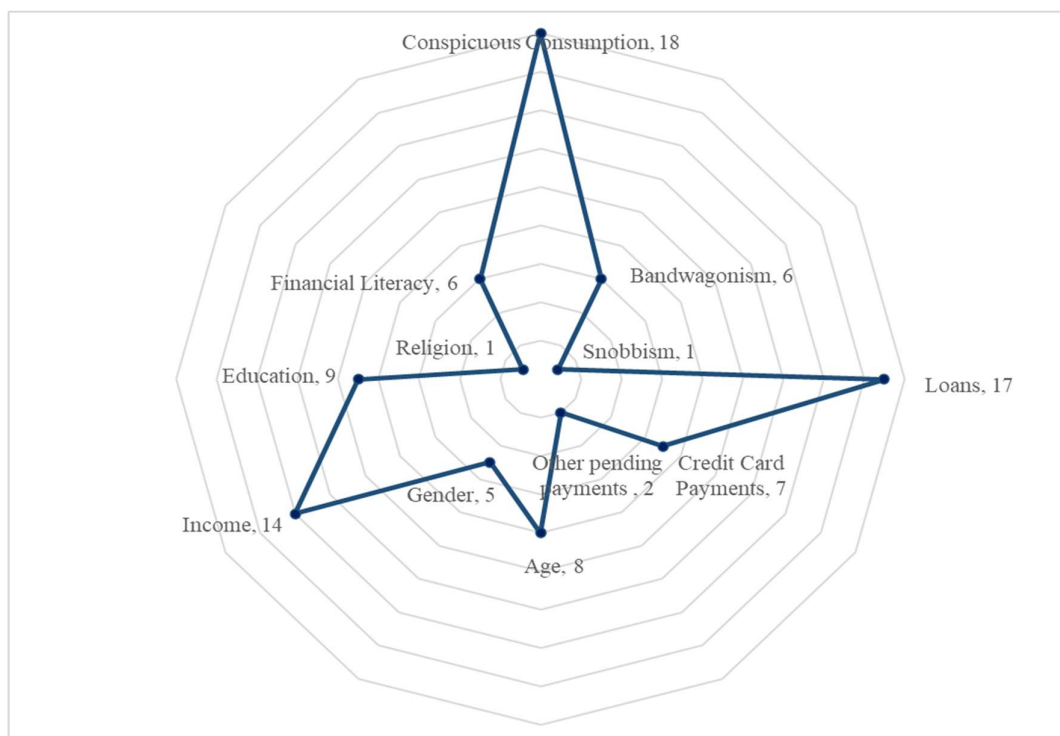 Conspicuous Consumption, 18
Bandwagonism, 6
Financial Literacy, 6
Religion, 1
Snobbism, 1
Education, 9
Loans, 17
Other pending
payments , 2
Credit Card
Payments, 7
Gender, 5
Income, 14
Age, 8